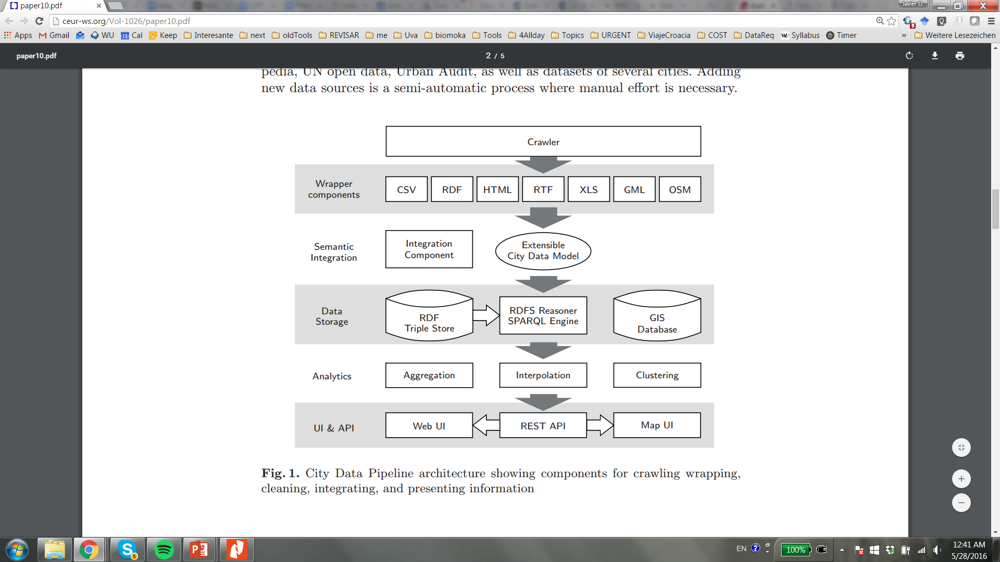 paper10.pdf
Javier D.
ceur-ws.org/Vol-1026/paper10.pdf
5
Apps Gmail WU 13 Cal Keep Interesante next oldTools REVISAR me Uva biomoka Tools 4Allday Topics URGENT ViajeCroacia COST DataReq Syllabus Timer » Weitere Lesezeichen
paper10.pdf
2 / 5
pedia, UN open data, Urban Audit, as well as datasets of several cities. Adding
new data sources is a semi-automatic process where manual effort is necessary.
Crawler
Wrapper
components
CSV RDF HTML RTF XLS GML OSM
Semantic
Integration
Integration
Component
Extensible
City Data Model
Data
Storage
RDF
Triple Store
RDFS Reasoner
SPARQL Engine
GIS
Database
Analytics
Aggregation
Interpolation
Clustering
UI & API
Web UI
REST API
Map UI
Fig. 1. City Data Pipeline architecture showing components for crawling wrapping,
cleaning, integrating, and presenting information
EN
100%
12:41 AM
5/28/2016